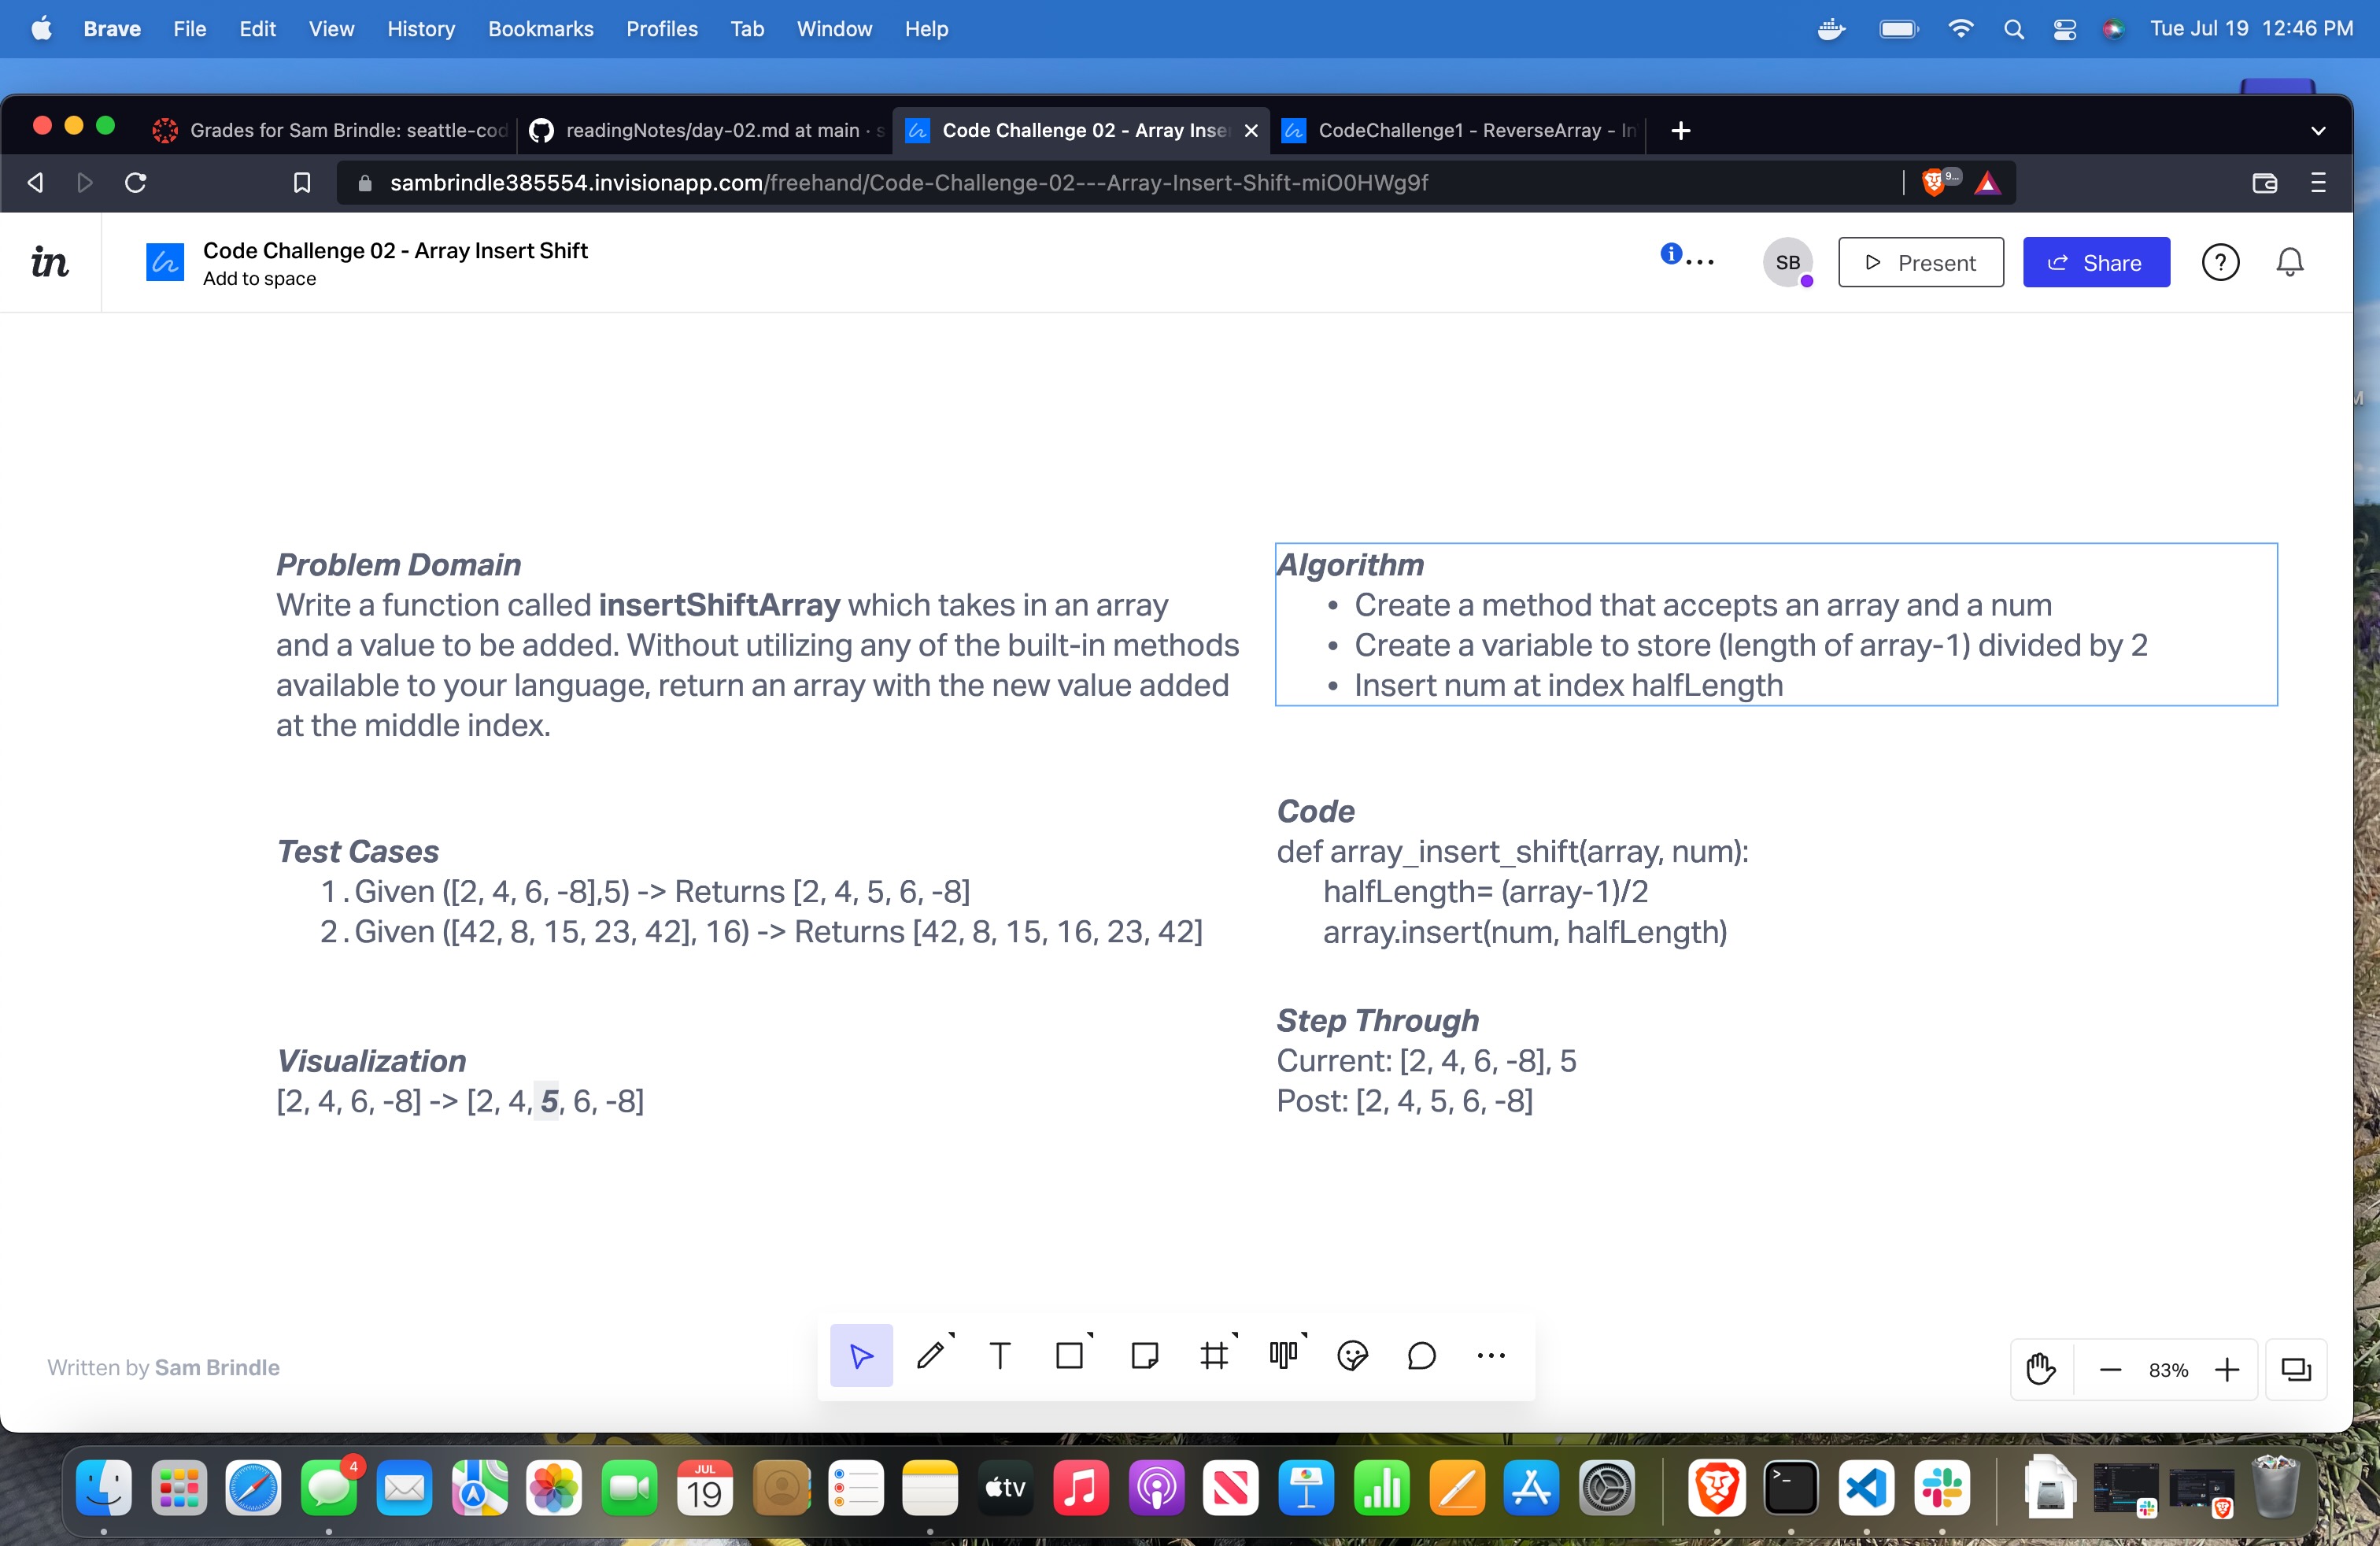 Brave File Edit View History Bookmarks Profiles Tab Window Help Tue Jul 19 12:46 PM
Grades for Sam Brindle: seattle-cod
readingNotes/day-02.md at main · s
Code Challenge 02 - Array Inse
CodeChallenge1 - ReverseArray - In
sambrindle385554.invisionapp.com/freehand/Code-Challenge-02---Array-Insert-Shift-miO0HWg9f
9...
in
Code Challenge 02 - Array Insert Shift
Add to space
SB
Present
Share
Problem Domain
Write a function called insertShiftArray which takes in an array
and a value to be added. Without utilizing any of the built-in methods
available to your language, return an array with the new value added
at the middle index.
Test Cases
1. Given ([2, 4, 6, -8],5) -> Returns [2, 4, 5, 6, -8]
2. Given ([42, 8, 15, 23, 42], 16) -> Returns [42, 8, 15, 16, 23, 42]
Visualization
[2, 4, 6, -8] -> [2, 4, 5, 6, -8]
Algorithm
• Create a method that accepts an array and a num
• Create a variable to store (length of array-1) divided by 2
• Insert num at index halfLength
Code
def array_insert_shift(array, num):
halfLength= (array-1)/2
array.insert(num, halfLength)
Step Through
Current: [2, 4, 6, -8], 5
Post: [2, 4, 5, 6, -8]
Written by Sam Brindle
83%
4
JUL
19
tv